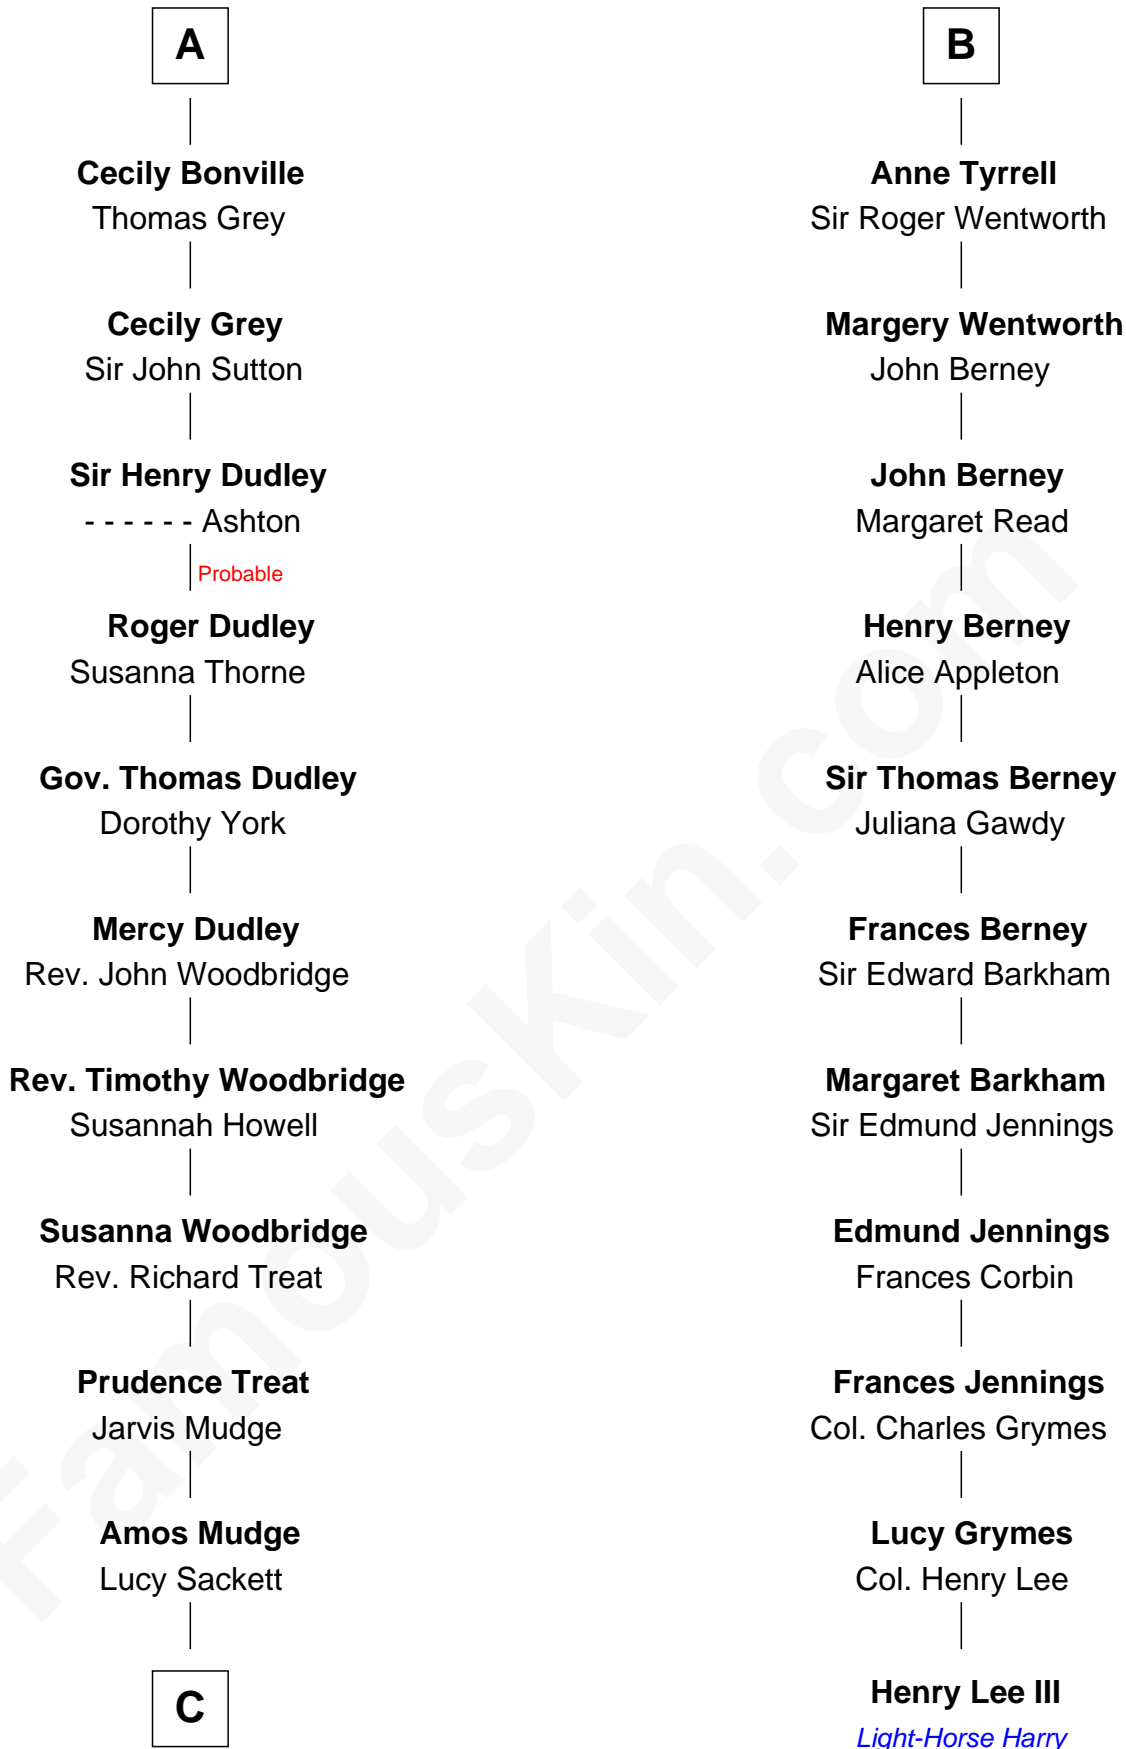 A
Cecily Bonville
Thomas Grey
Cecily Grey
Sir John Sutton
Sir Henry Dudley
- - - - - - Ashton
Probable
Roger Dudley
Susanna Thorne
Gov. Thomas Dudley
Dorothy York
Mercy Dudley
Rev. John Woodbridge
Rev. Timothy Woodbridge
Susannah Howell
Susanna Woodbridge
Rev. Richard Treat
Prudence Treat
Jarvis Mudge
Amos Mudge
Lucy Sackett
C
B
Anne Tyrrell
Sir Roger Wentworth
Margery Wentworth
John Berney
John Berney
Margaret Read
Henry Berney
Alice Appleton
Sir Thomas Berney
Juliana Gawdy
Frances Berney
Sir Edward Barkham
Margaret Barkham
Sir Edmund Jennings
Edmund Jennings
Frances Corbin
Frances Jennings
Col. Charles Grymes
Lucy Grymes
Col. Henry Lee
Henry Lee III
Light-Horse Harry
FamousKin.com